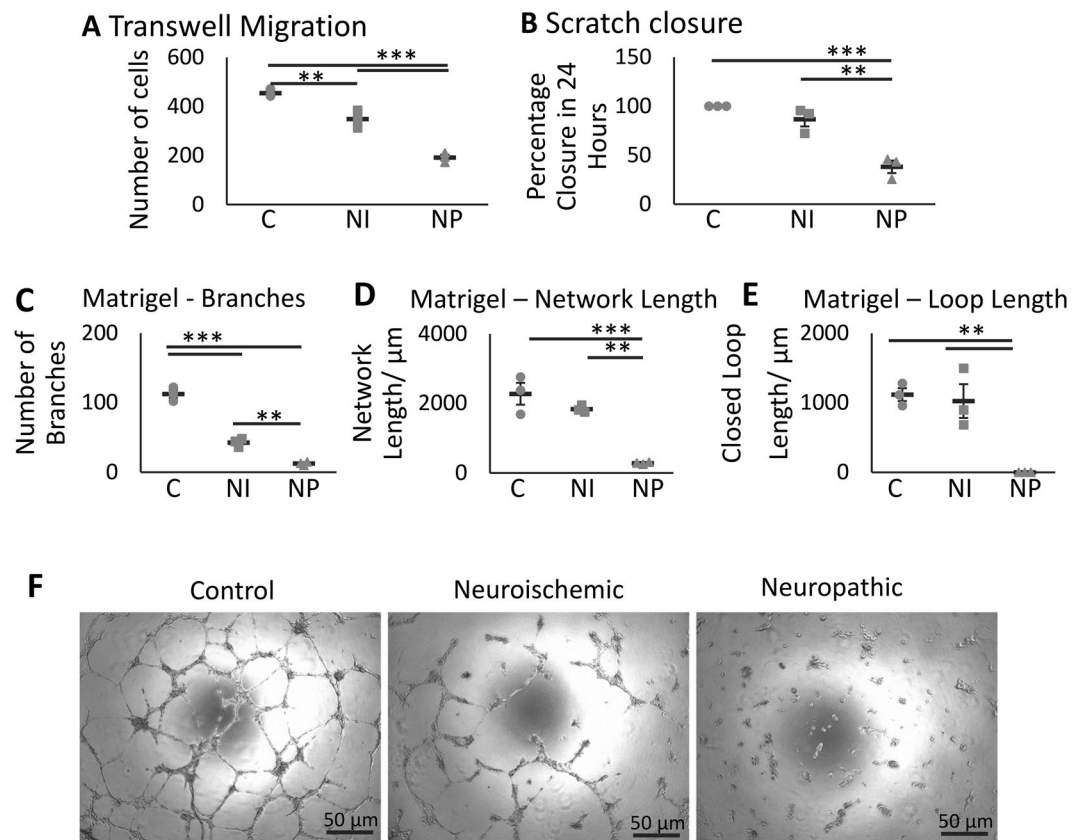 A Transwell Migration
Number of cells
600
400
200
0
***
**
C NI NP
B Scratch closure
Percentage
Closure in 24
Hours
150
100
50
0
***
**
C NI NP
C Matrigel - Branches
Number of
Branches
200
100
0
***
**
C NI NP
D Matrigel – Network Length
Network
Length/ μm
4000
2000
0
***
**
C NI NP
E Matrigel – Loop Length
Closed Loop
Length/ μm
2000
1000
0
**
C NI NP
F
Control
Neuroischemic
Neuropathic
50 μm
50 μm
50 μm